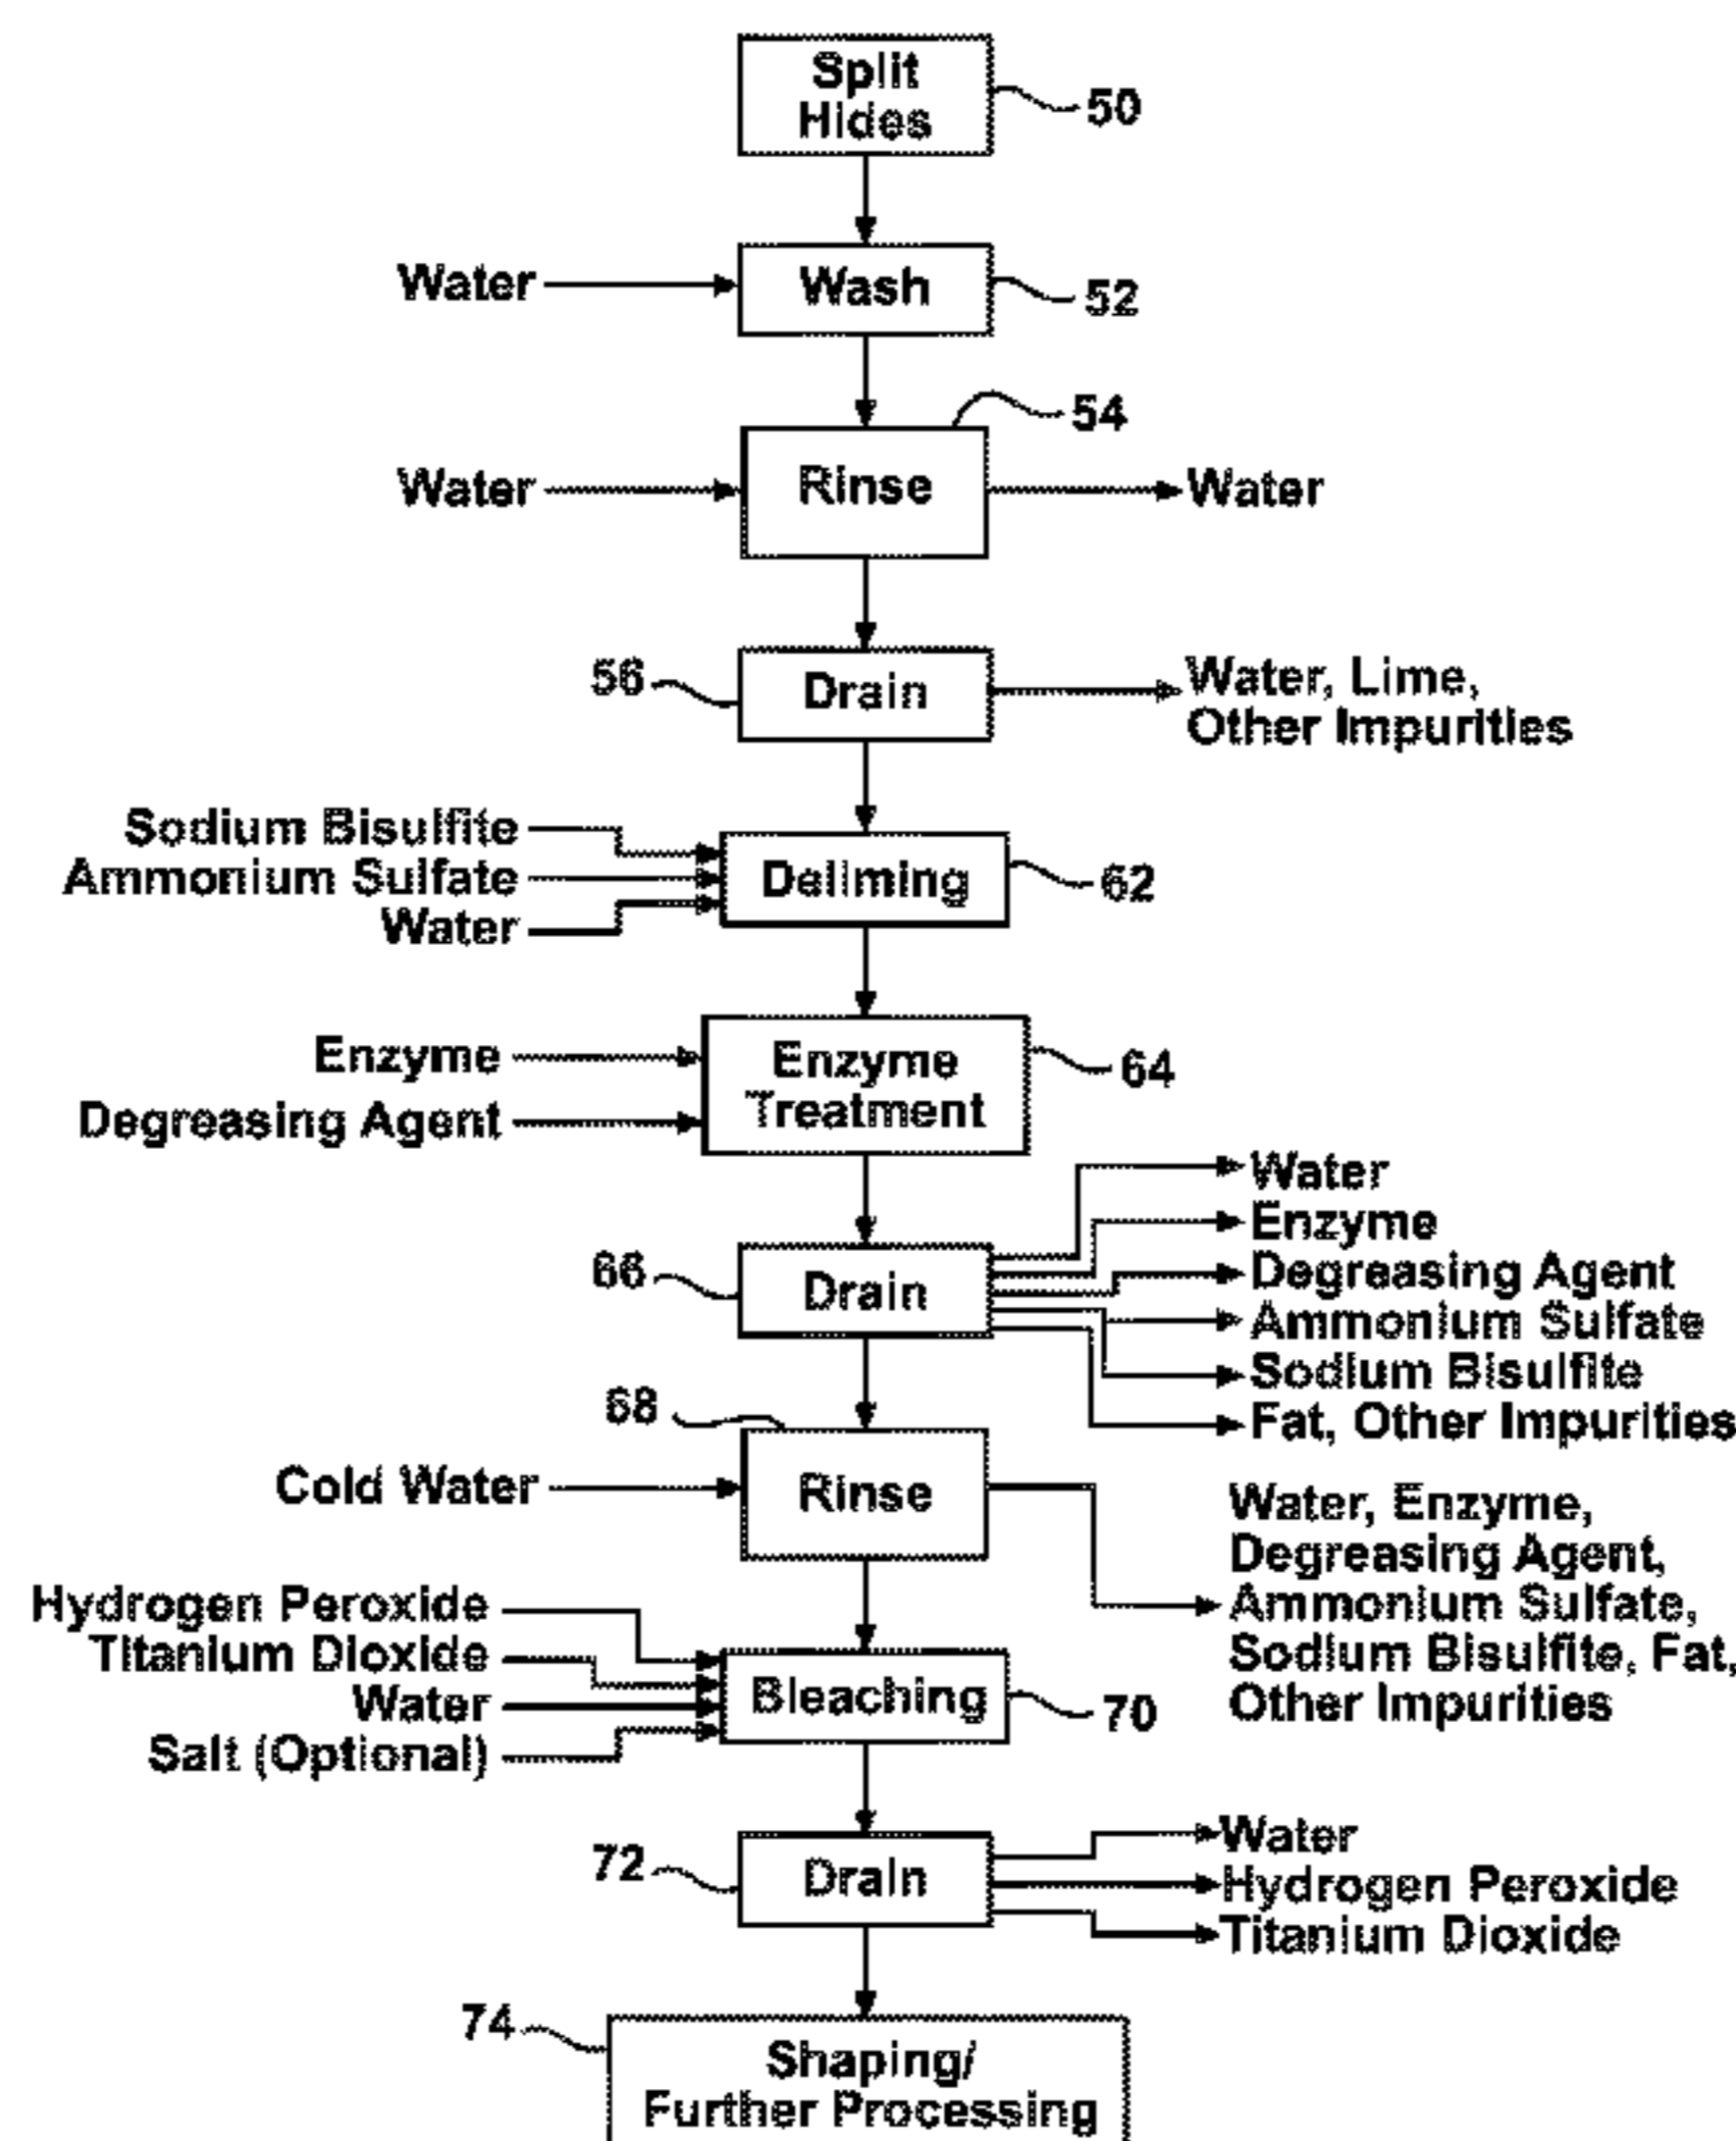 Split
Hides
50
Water
Wash
52
54
Water
Rinse
Water
56
Drain
Water, Lime,
Other Impurities
Sodium Bisulfite
Ammonium Sulfate
Water
Deliming
62
Enzyme
Degreasing Agent
Enzyme
Treatment
64
66
Drain
Water
Enzyme
Degreasing Agent
Ammonium Sulfate
Sodium Bisulfite
Fat, Other Impurities
68
Cold Water
Rinse
Water, Enzyme,
Degreasing Agent,
Ammonium Sulfate,
Sodium Bisulfite, Fat,
Other Impurities
Hydrogen Peroxide
Titanium Dioxide
Water
Salt (Optional)
Bleaching
70
72
Drain
Water
Hydrogen Peroxide
Titanium Dioxide
74
Shaping/
Further Processing